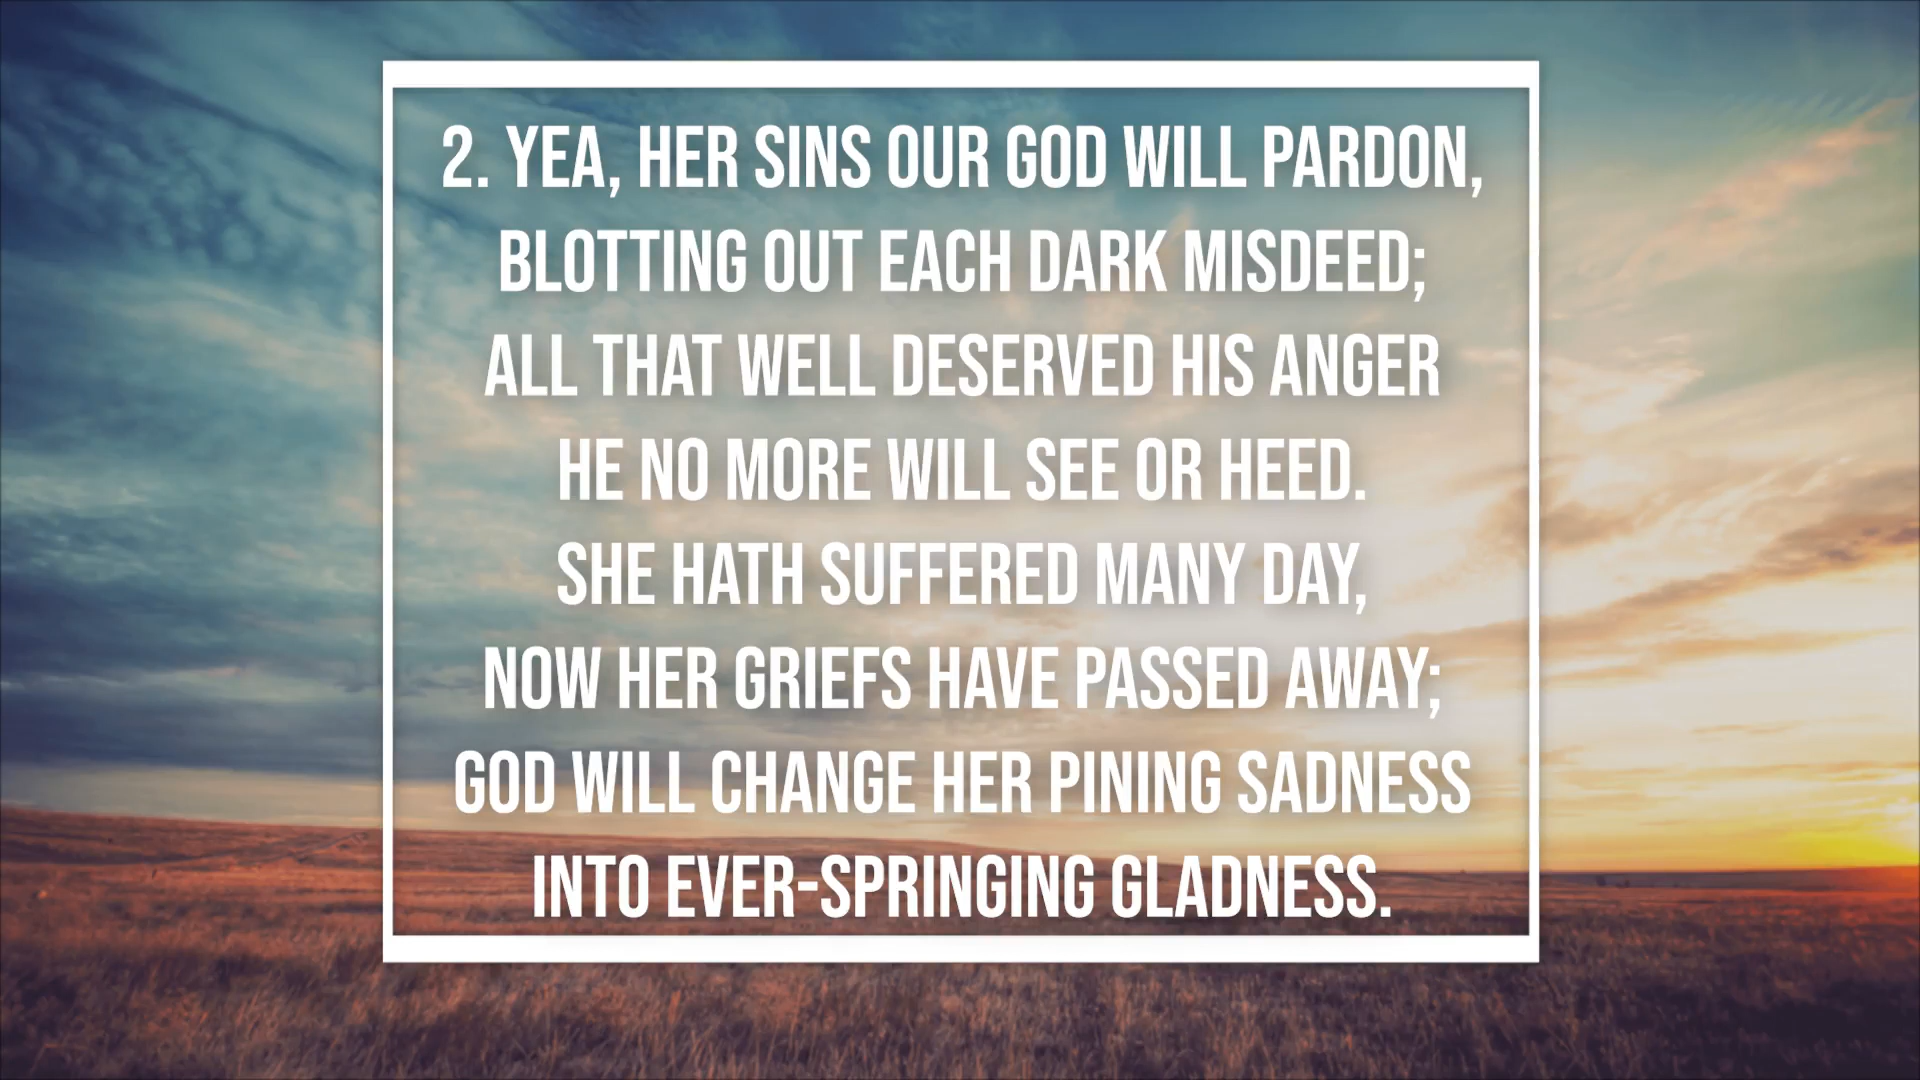 2. YEA, HER SINS OUR GOD WILL PARDON,
BLOTTING OUT EACH DARK MISDEED;
ALL THAT WELL DESERVED HIS ANGER
HE NO MORE WILL SEE OR HEED.
SHE HATH SUFFERED MANY DAY,
NOW HER GRIEFS HAVE PASSED AWAY;
GOD WILL CHANGE HER PINING SADNESS
INTO EVER-SPRINGING GLADNESS.